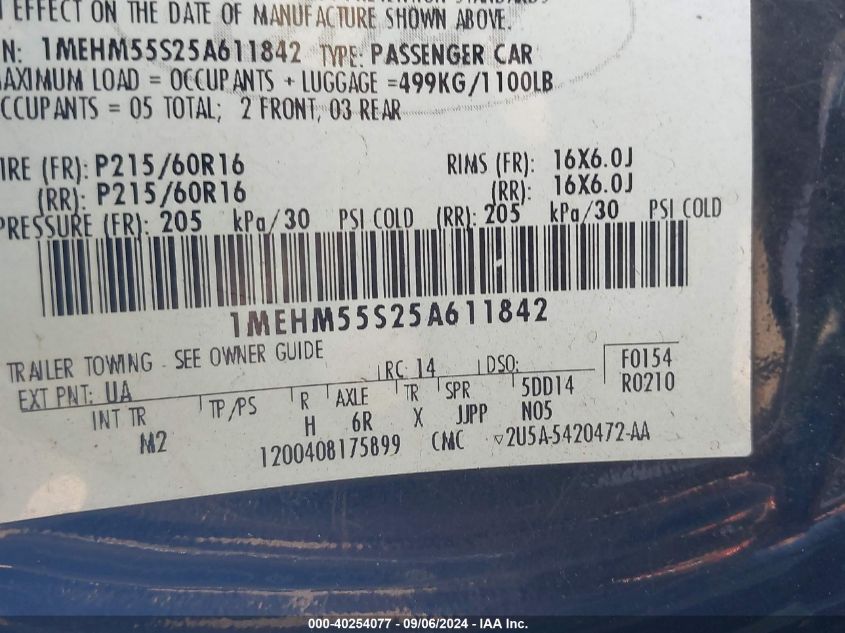 EFFECT ON THE DATE OF MANUFACTURE SHOWN ABOVE.
N: 1MEHM55S25A611842 TYPE: PASSENGER CAR
AXIMUM LOAD = OCCUPANTS + LUGGAGE =499KG/1100LB
CCUPANTS = 05 TOTAL; 2 FRONT, 03 REAR
IRE (FR): P215/60R16 RIMS (FR): 16X6.0J
(RR): P215/60R16 (RR): 16X6.0J
PRESSURE (FR): 205 kPa/30 PSI COLD (RR): 205 kPa/30 PSI COLD
1MEHM55S25A611842
TRAILER TOWING - SEE OWNER GUIDE
RC: 14 DSO: F0154
EXT PNT: UA R0210
INT TR TP/PS R AXLE TR SPR 5DD14
M2 H 6R X JJPP N05
1200408175899 CMC ▽2U5A-5420472-AA
000-40254077 - 09/06/2024 - IAA Inc.